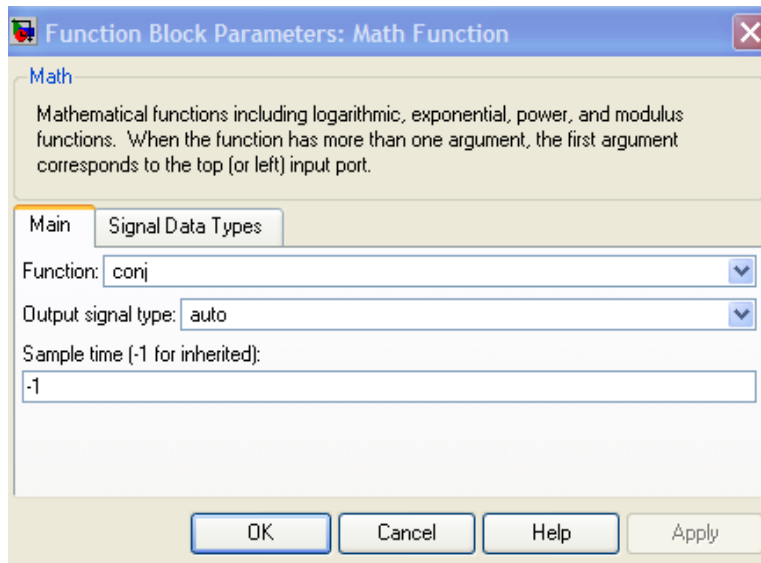 Function Block Parameters: Math Function
Math
Mathematical functions including logarithmic, exponential, power, and modulus
functions.  When the function has more than one argument, the first argument
corresponds to the top (or left) input port.
Main
Signal Data Types
Function: conj
Output signal type: auto
Sample time (-1 for inherited):
-1
OK
Cancel
Help
Apply